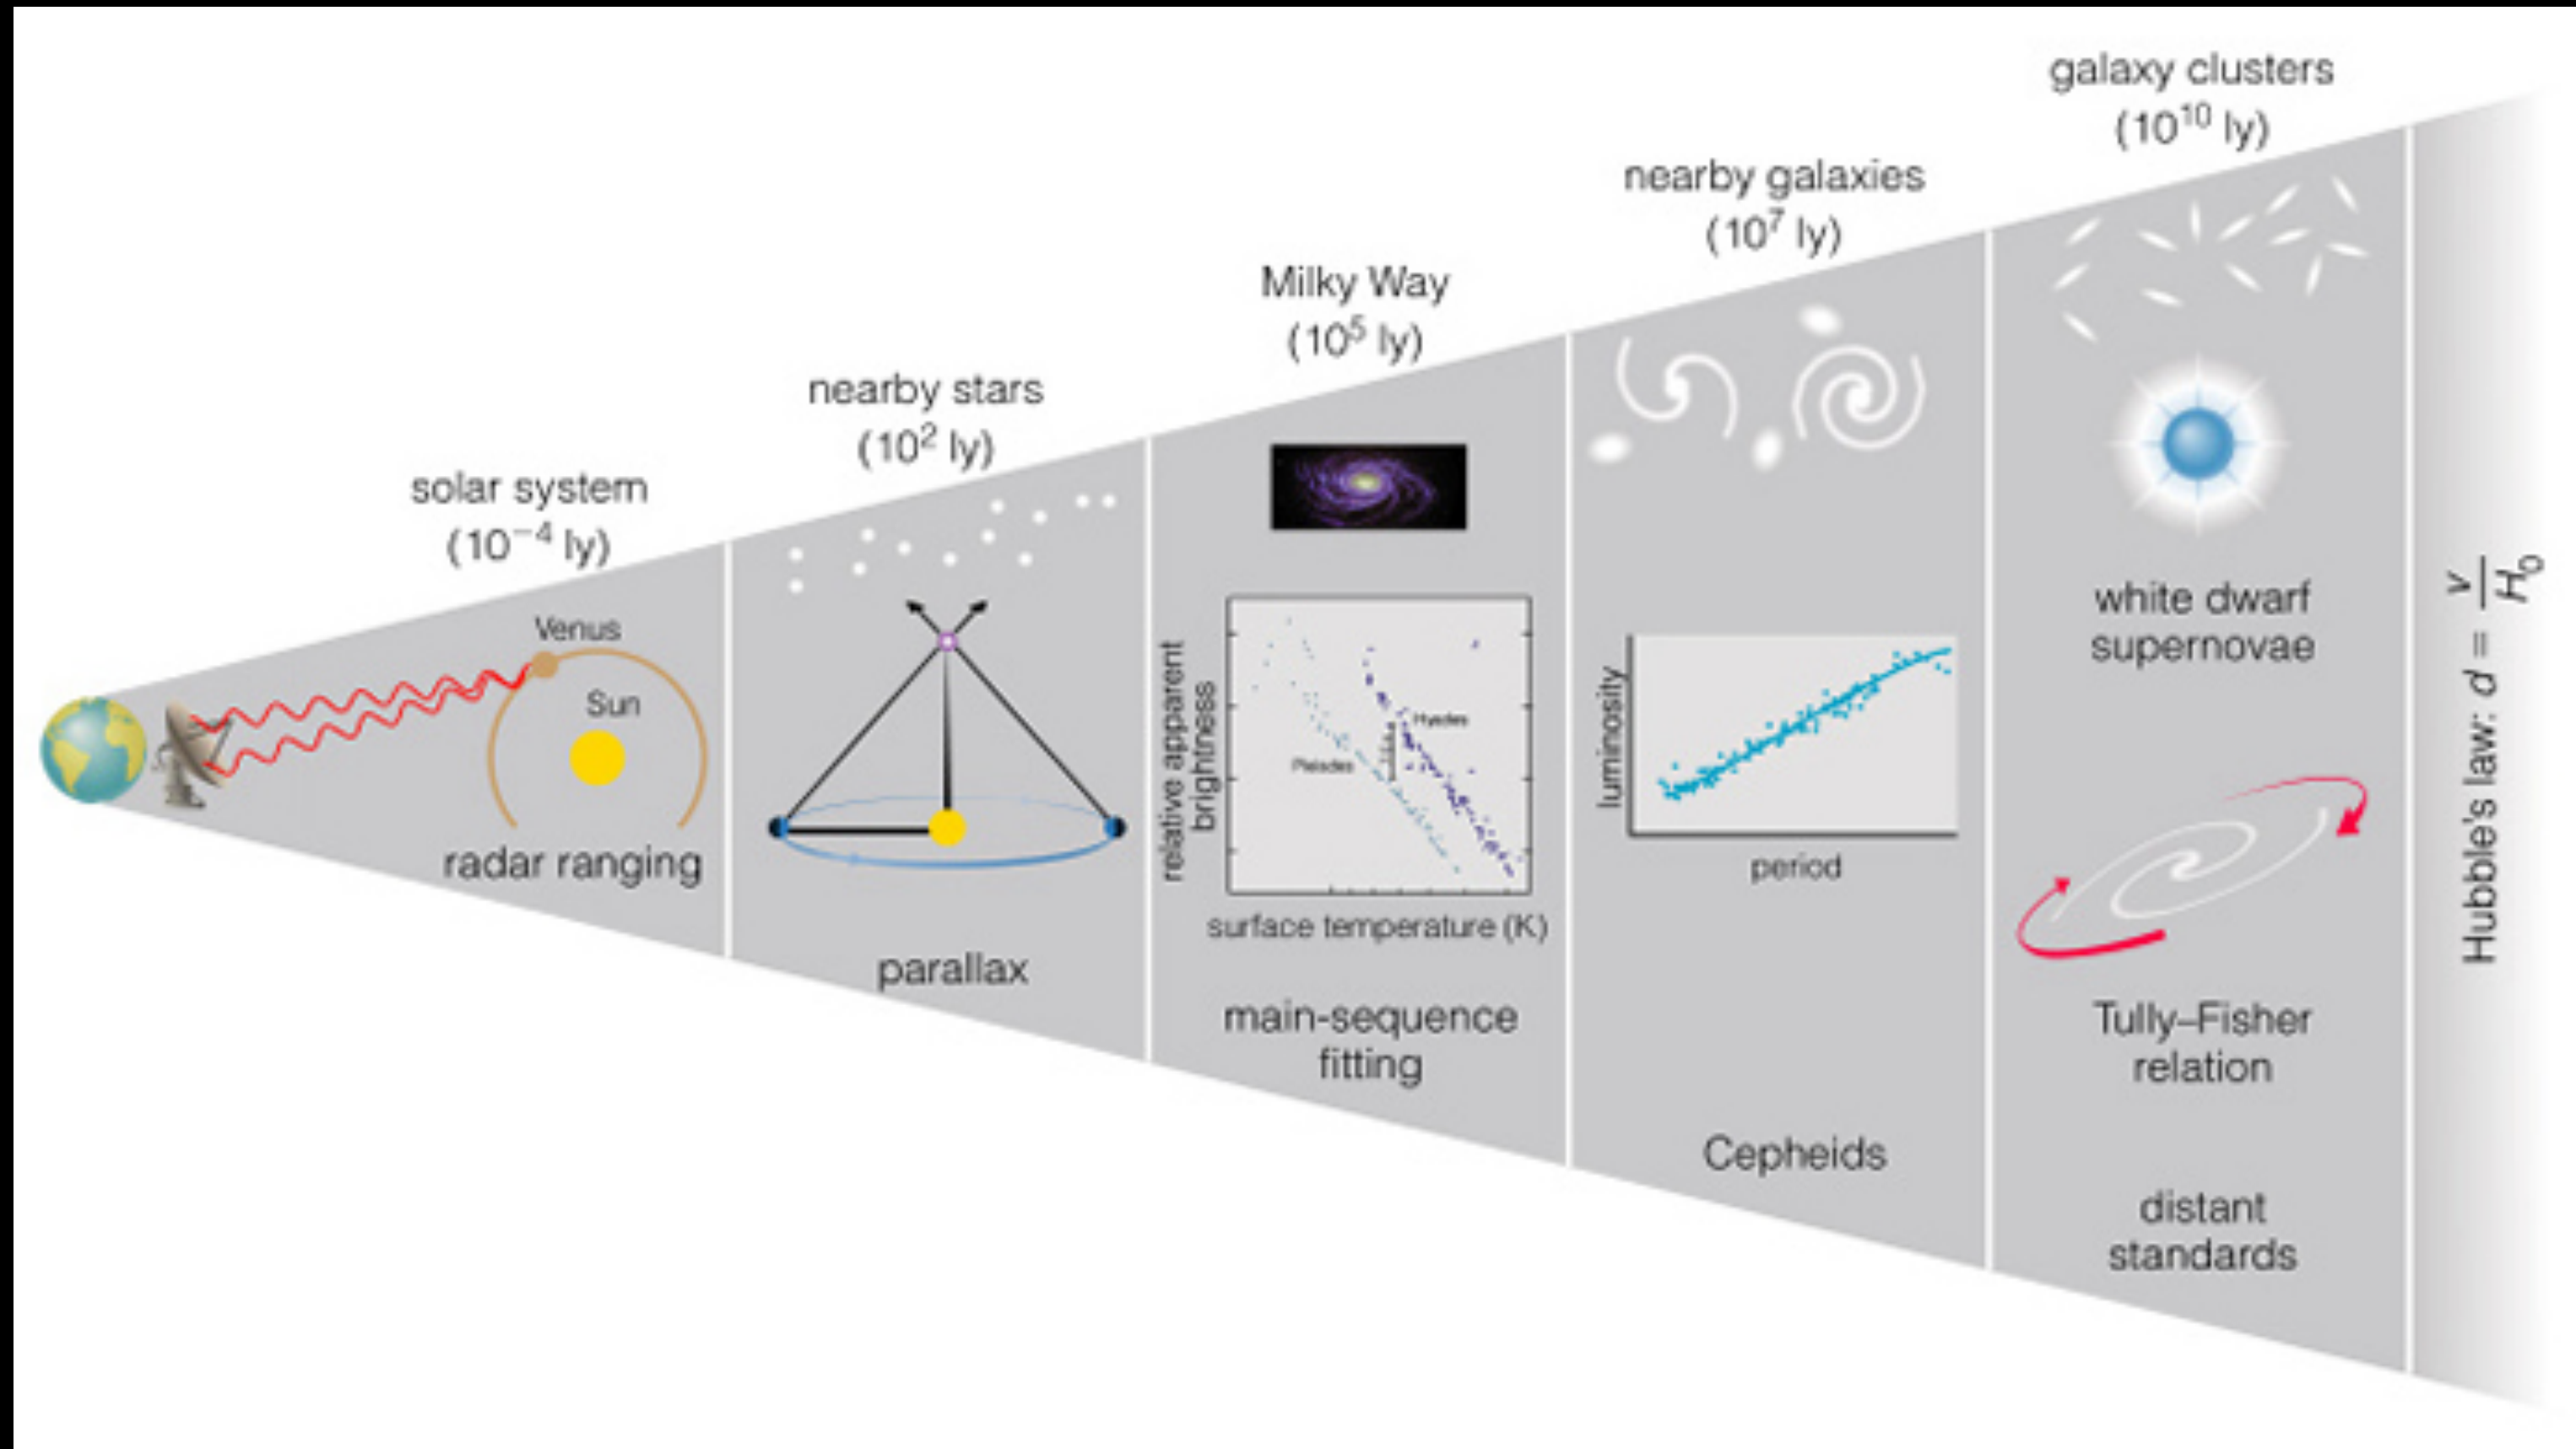 solar system
(10⁻⁴ ly)
Venus
Sun
radar ranging
nearby stars
(10² ly)
parallax
Milky Way
(10⁵ ly)
relative apparent
brightness
Hyades
Pleiades
surface temperature (K)
main-sequence
fitting
nearby galaxies
(10⁷ ly)
luminosity
period
Cepheids
galaxy clusters
(10¹⁰ ly)
white dwarf
supernovae
Tully–Fisher
relation
distant
standards
Hubble's law: d = v/H₀